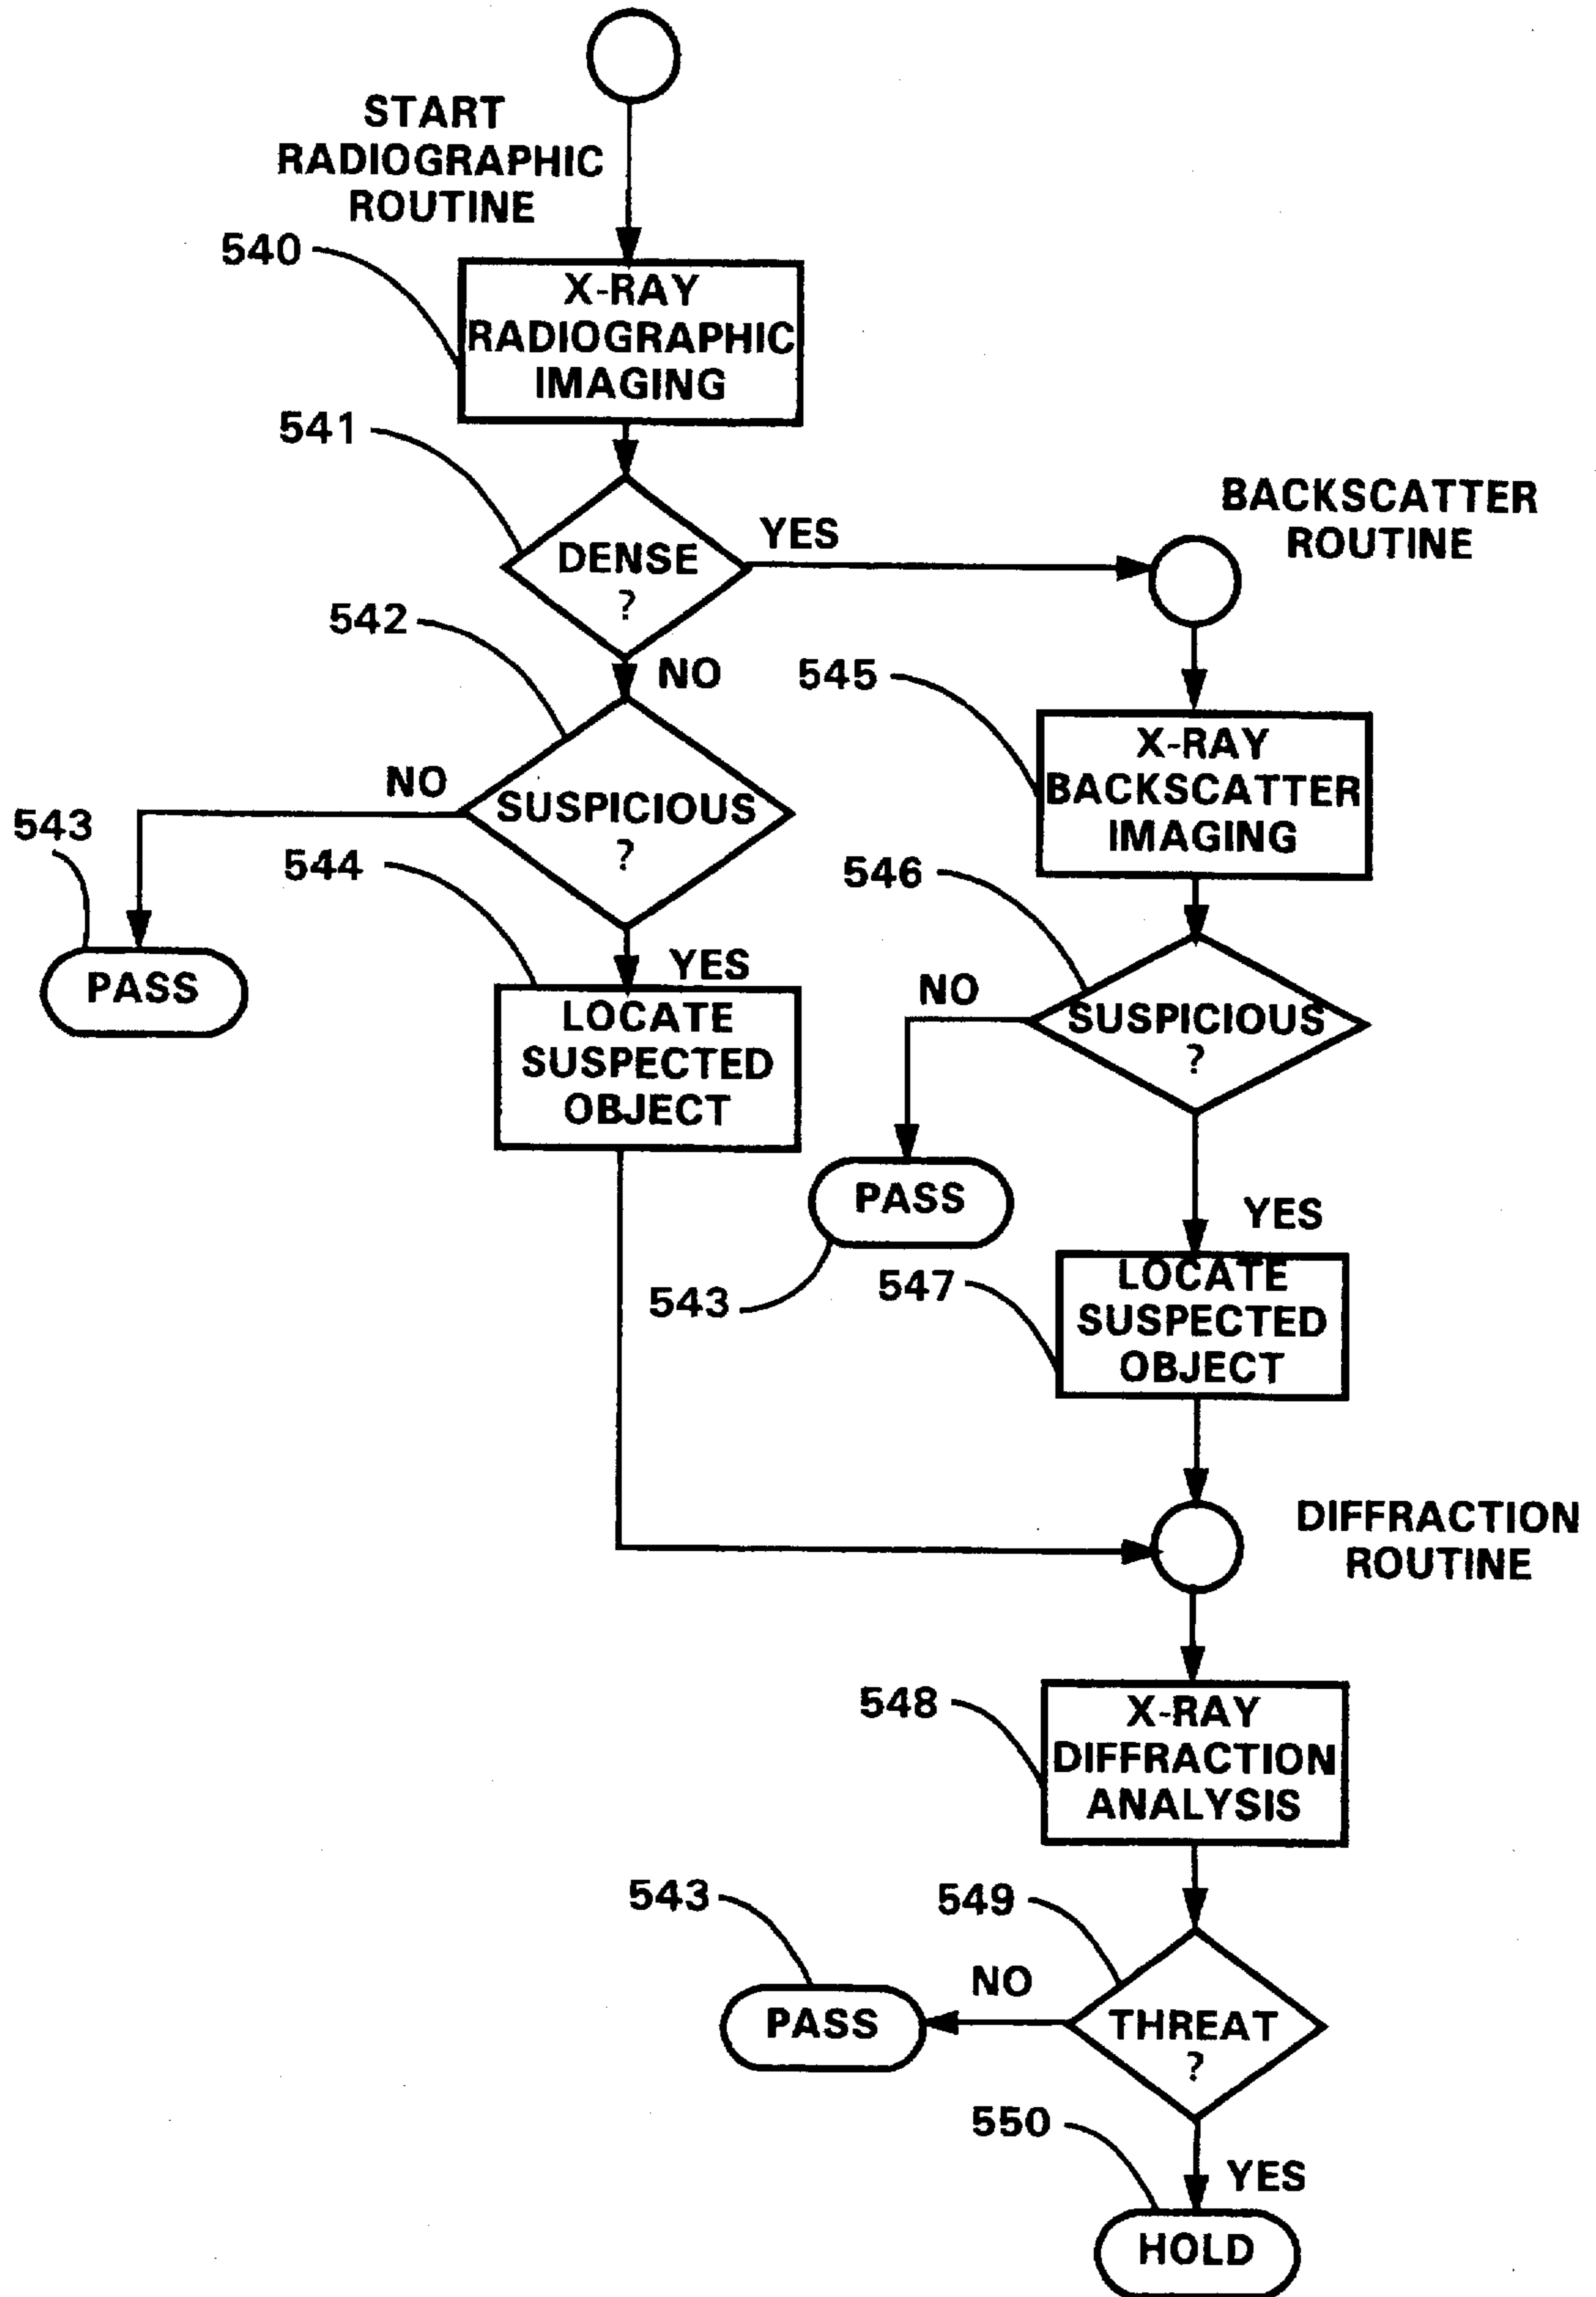 START
RADIOGRAPHIC
ROUTINE
540
X-RAY
RADIOGRAPHIC
IMAGING
541
DENSE
?
YES
BACKSCATTER
ROUTINE
542
NO
545
X-RAY
BACKSCATTER
IMAGING
NO
SUSPICIOUS
?
543
PASS
544
YES
LOCATE
SUSPECTED
OBJECT
546
NO
SUSPICIOUS
?
PASS
543
YES
547
LOCATE
SUSPECTED
OBJECT
DIFFRACTION
ROUTINE
548
X-RAY
DIFFRACTION
ANALYSIS
543
549
NO
PASS
THREAT
?
550
YES
HOLD